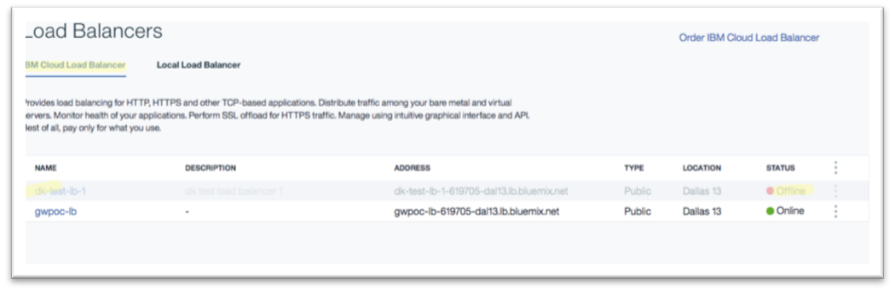 Load Balancers
Order IBM Cloud Load Balancer
IBM Cloud Load Balancer Local Load Balancer
Provides load balancing for HTTP, HTTPS and other TCP-based applications. Distribute traffic among your bare metal and virtual
servers. Monitor health of your applications. Perform SSL offload for HTTPS traffic. Manage using intuitive graphical interface and API.
Best of all, pay only for what you use.
NAME DESCRIPTION ADDRESS TYPE LOCATION STATUS
dk-test-lb-1 dk test load balancer 1 dk-test-lb-1-619705-dal13.lb.bluemix.net Public Dallas 13 Offline
gwpoc-lb - gwpoc-lb-619705-dal13.lb.bluemix.net Public Dallas 13 Online